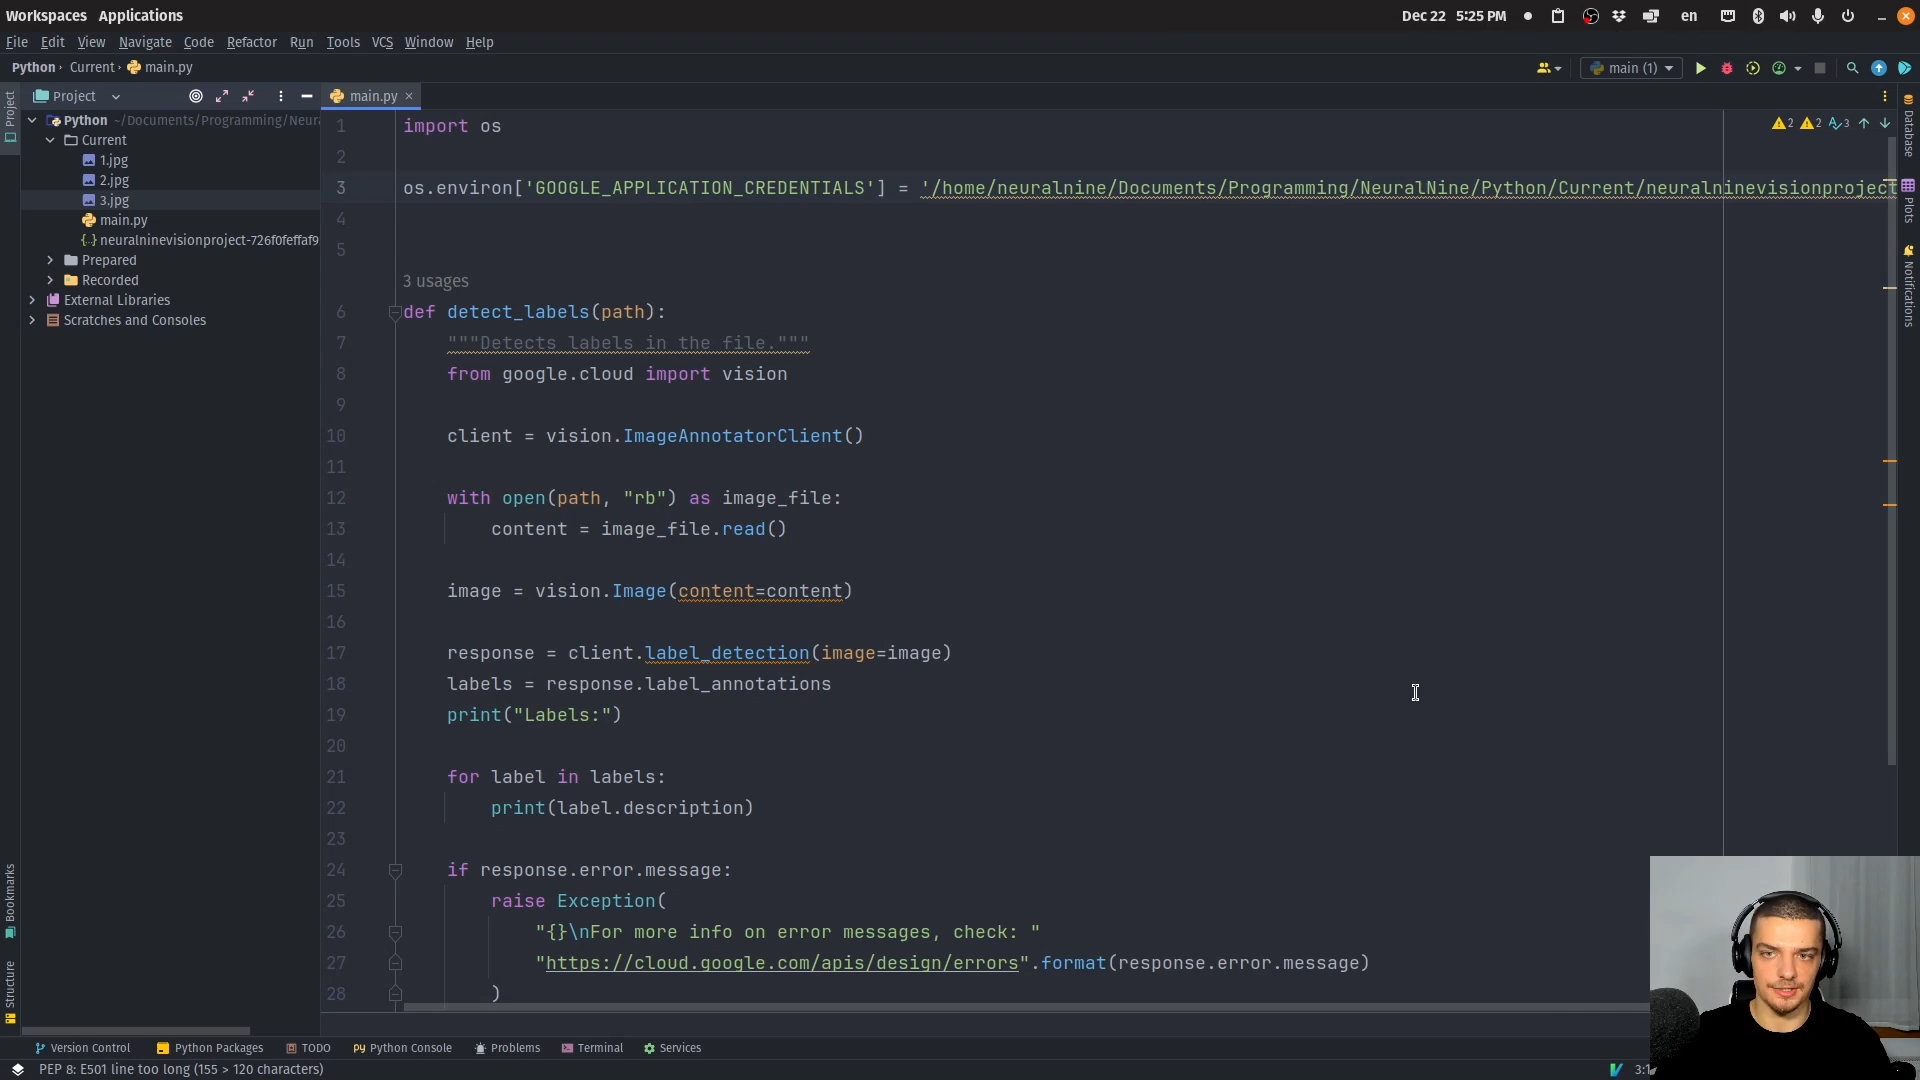 Workspaces Applications
Dec 22 5:25 PM
en
File Edit View Navigate Code Refactor Run Tools VCS Window Help
Python Current main.py
main (1)
Project
main.py
Python ~/Documents/Programming/Neura
Current
1.jpg
2.jpg
3.jpg
main.py
neuralninevisionproject-726f0feffaf9
Prepared
Recorded
External Libraries
Scratches and Consoles
Project
Bookmarks
Structure
2 2 3
1 import os
2
3 os.environ['GOOGLE_APPLICATION_CREDENTIALS'] = '/home/neuralnine/Documents/Programming/NeuralNine/Python/Current/neuralninevisionproject
4
5
3 usages
6 def detect_labels(path):
7 """Detects labels in the file."""
8 from google.cloud import vision
9
10 client = vision.ImageAnnotatorClient()
11
12 with open(path, "rb") as image_file:
13 content = image_file.read()
14
15 image = vision.Image(content=content)
16
17 response = client.label_detection(image=image)
18 labels = response.label_annotations
19 print("Labels:")
20
21 for label in labels:
22 print(label.description)
23
24 if response.error.message:
25 raise Exception(
26 "{}\nFor more info on error messages, check: "
27 "https://cloud.google.com/apis/design/errors".format(response.error.message)
28 )
Database
Plots
Notifications
Version Control Python Packages TODO Python Console Problems Terminal Services
PEP 8: E501 line too long (155 > 120 characters)